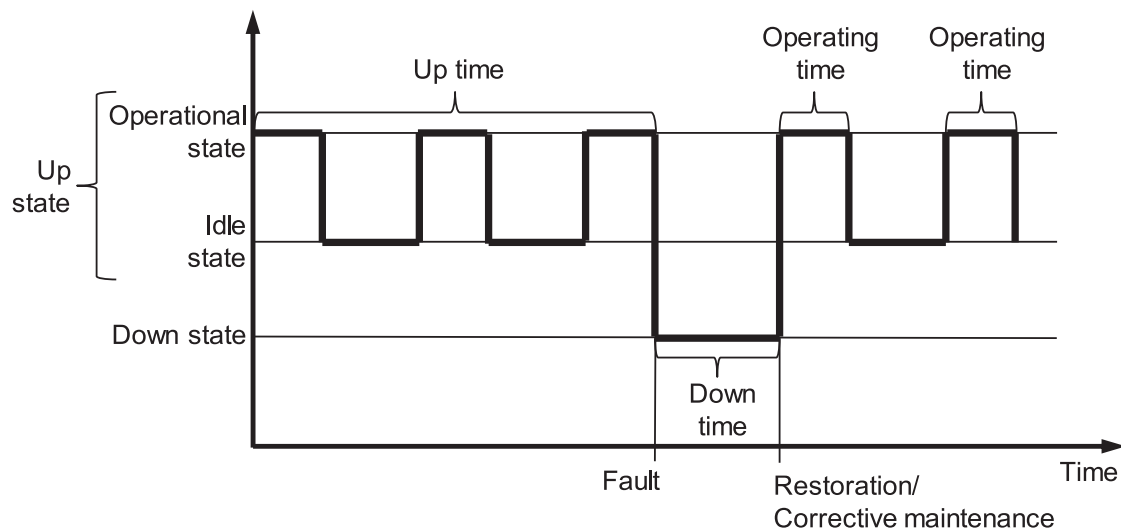 Operating
time
Operating
time
Up time
Operational
state
Up
state
Idle
state
Down state
Down
time
Fault
Restoration/
Corrective maintenance
Time